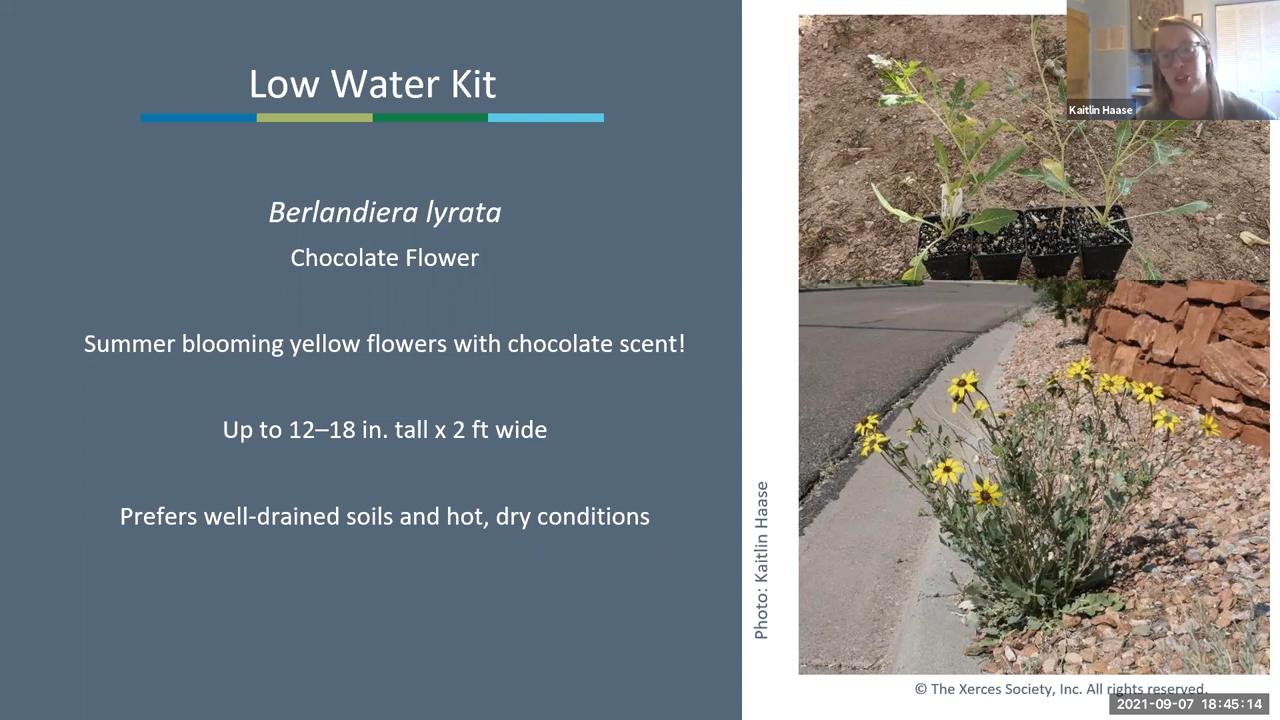 Low Water Kit
Berlandiera lyrata
Chocolate Flower
Summer blooming yellow flowers with chocolate scent!
Up to 12–18 in. tall x 2 ft wide
Prefers well-drained soils and hot, dry conditions
Photo: Kaitlin Haase
Kaitlin Haase
© The Xerces Society, Inc. All rights reserved.
2021-09-07 18:45:14